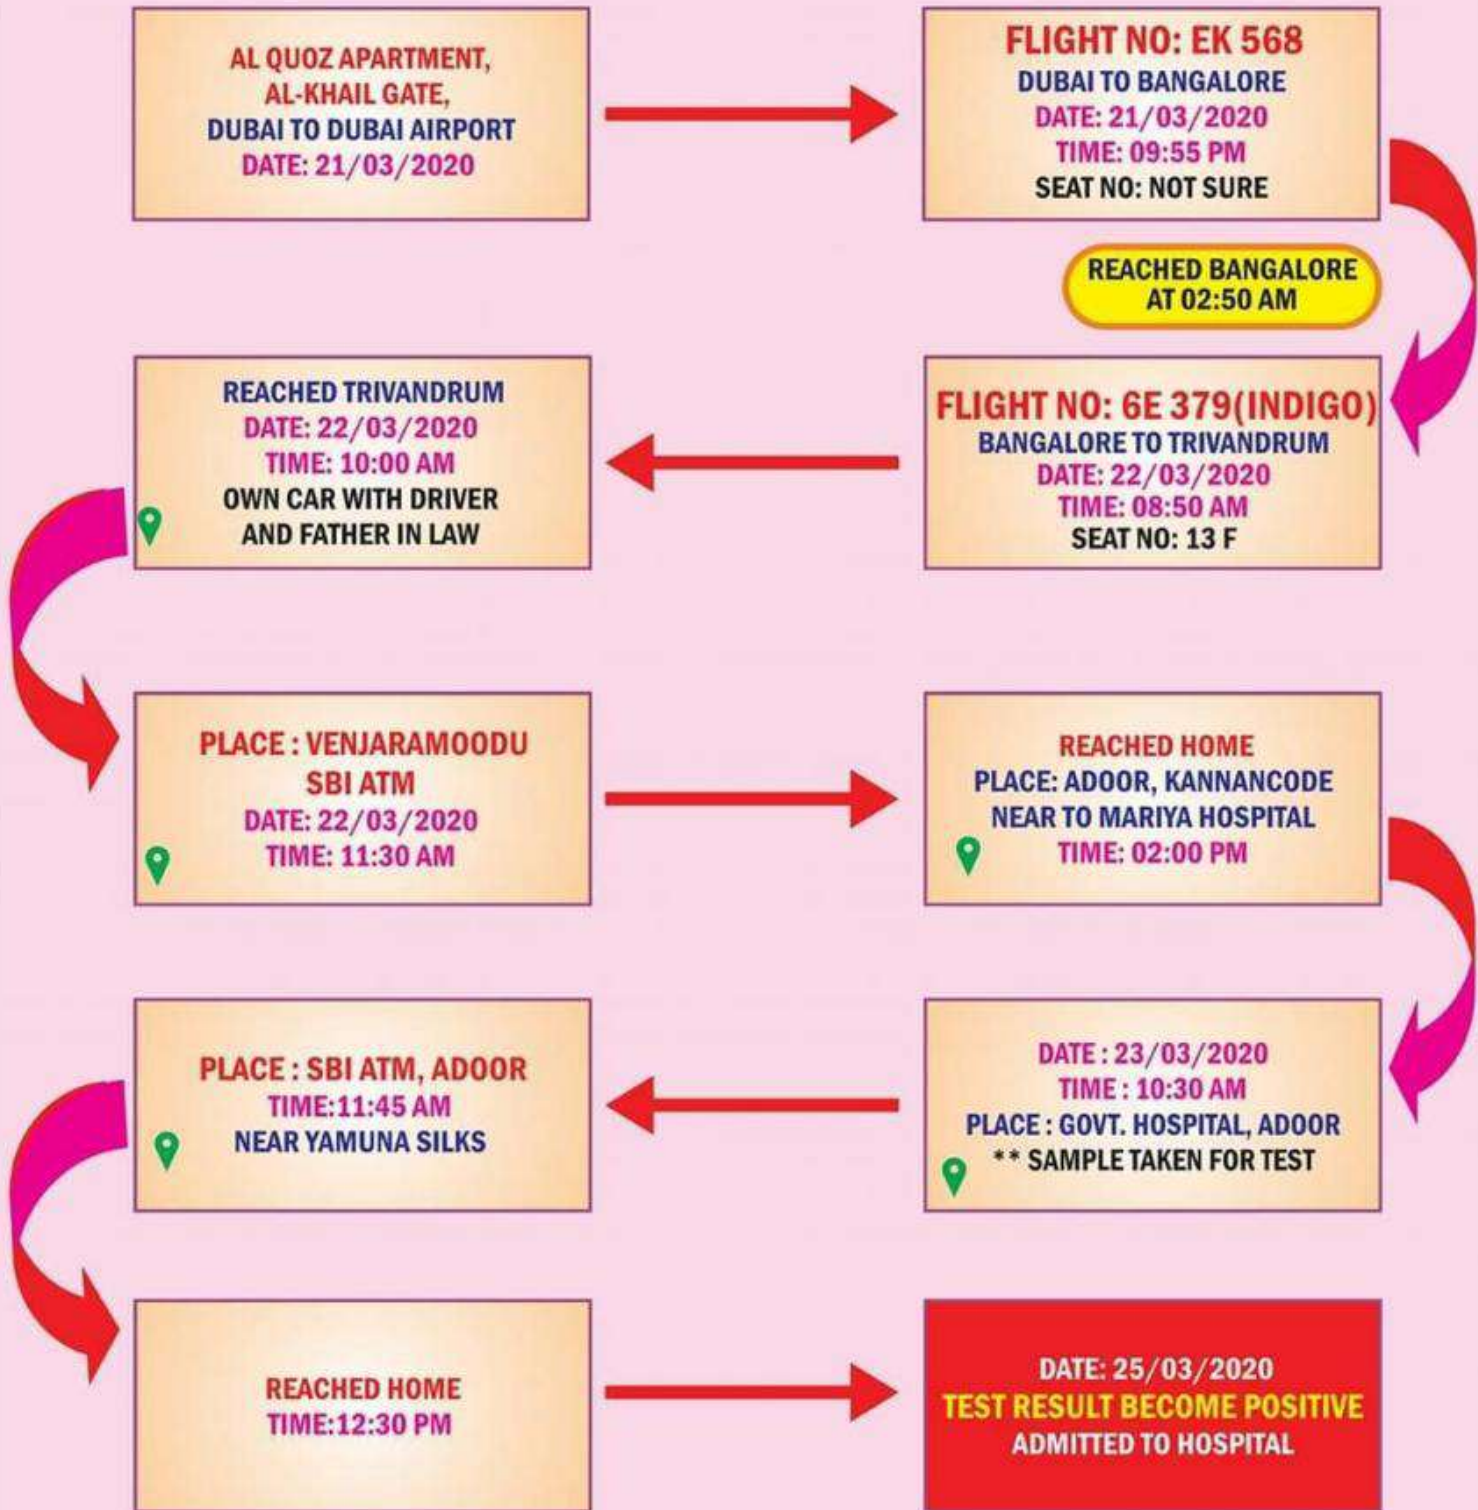 AL QUOZ APARTMENT,
AL-KHAIL GATE,
DUBAI TO DUBAI AIRPORT
DATE: 21/03/2020
FLIGHT NO: EK 568
DUBAI TO BANGALORE
DATE: 21/03/2020
TIME: 09:55 PM
SEAT NO: NOT SURE
REACHED BANGALORE
AT 02:50 AM
FLIGHT NO: 6E 379(INDIGO)
BANGALORE TO TRIVANDRUM
DATE: 22/03/2020
TIME: 08:50 AM
SEAT NO: 13 F
REACHED TRIVANDRUM
DATE: 22/03/2020
TIME: 10:00 AM
OWN CAR WITH DRIVER
AND FATHER IN LAW
PLACE : VENJARAMOODU
SBI ATM
DATE: 22/03/2020
TIME: 11:30 AM
REACHED HOME
PLACE: ADOOR, KANNANCODE
NEAR TO MARIYA HOSPITAL
TIME: 02:00 PM
DATE : 23/03/2020
TIME : 10:30 AM
PLACE : GOVT. HOSPITAL, ADOOR
** SAMPLE TAKEN FOR TEST
PLACE : SBI ATM, ADOOR
TIME:11:45 AM
NEAR YAMUNA SILKS
REACHED HOME
TIME:12:30 PM
DATE: 25/03/2020
TEST RESULT BECOME POSITIVE
ADMITTED TO HOSPITAL